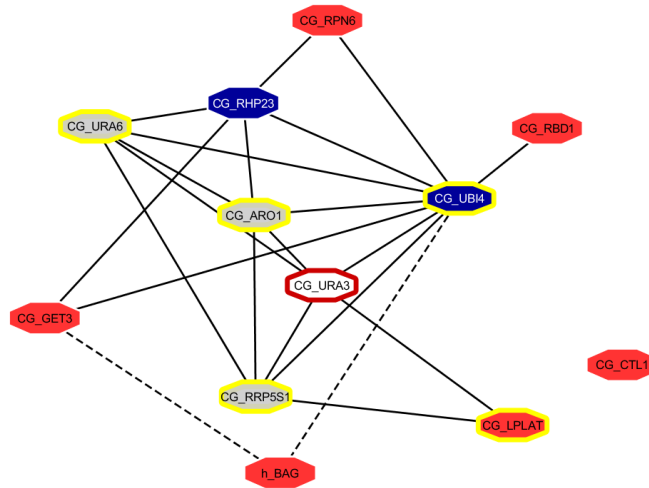 CG_RPN6
CG_RHP23
CG_URA6
CG_RBD1
CG_UBI4
CG_ARO1
CG_URA3
CG_GET3
CG_CTL1
CG_RRP5S1
CG_LPLAT
h_BAG